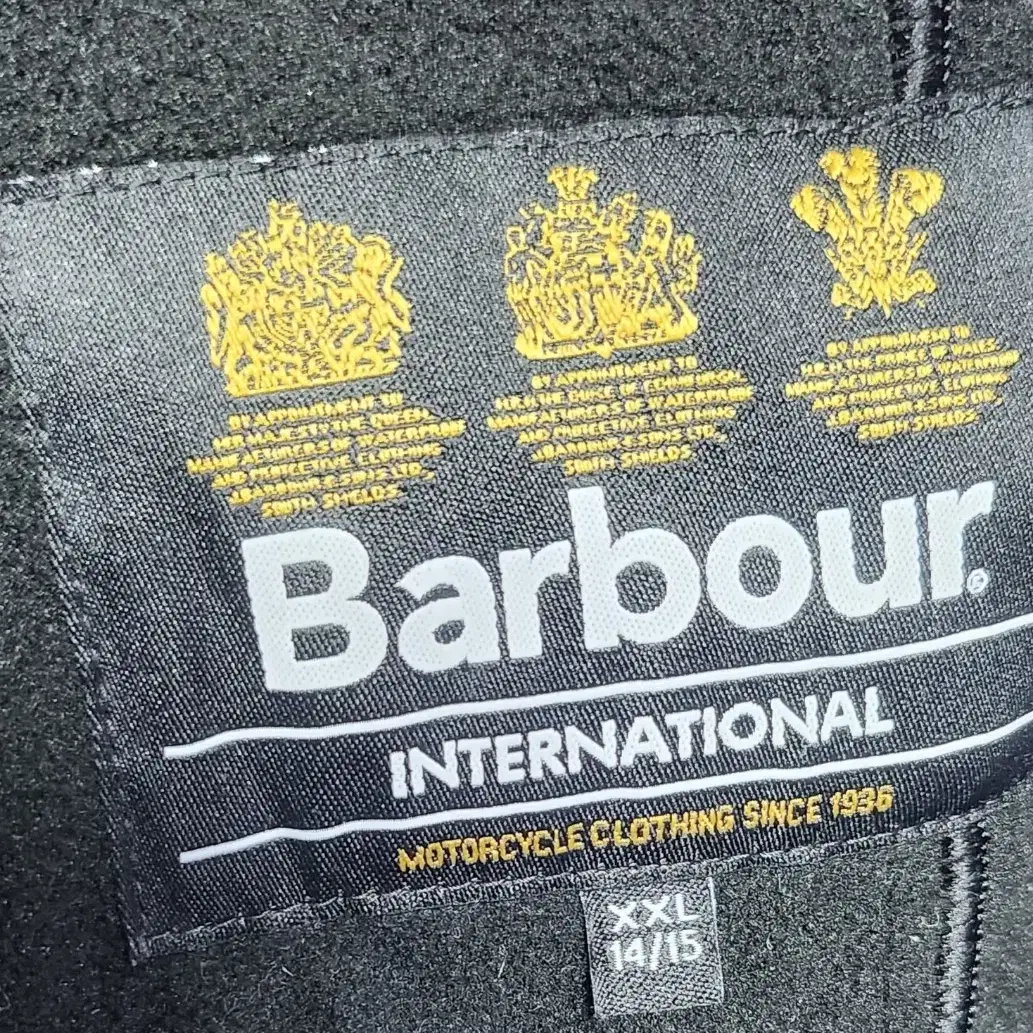 BY APPOINTMENT TO
HER MAJESTY THE QUEEN
MANUFACTURERS OF WATERPROOF
AND PROTECTIVE CLOTHING
J.BARBOUR & SONS LTD.
SOUTH SHIELDS
BY APPOINTMENT TO
H.R.H. THE DUKE OF EDINBURGH
MANUFACTURERS OF WATERPROOF
AND PROTECTIVE CLOTHING
J.BARBOUR & SONS LTD.
SOUTH SHIELDS
BY APPOINTMENT TO
H.R.H. THE PRINCE OF WALES
MANUFACTURERS OF WATERPROOF
AND PROTECTIVE CLOTHING
J.BARBOUR & SONS LTD.
SOUTH SHIELDS
Barbour®
INTERNATIONAL
MOTORCYCLE CLOTHING SINCE 1936
XXL
14/15